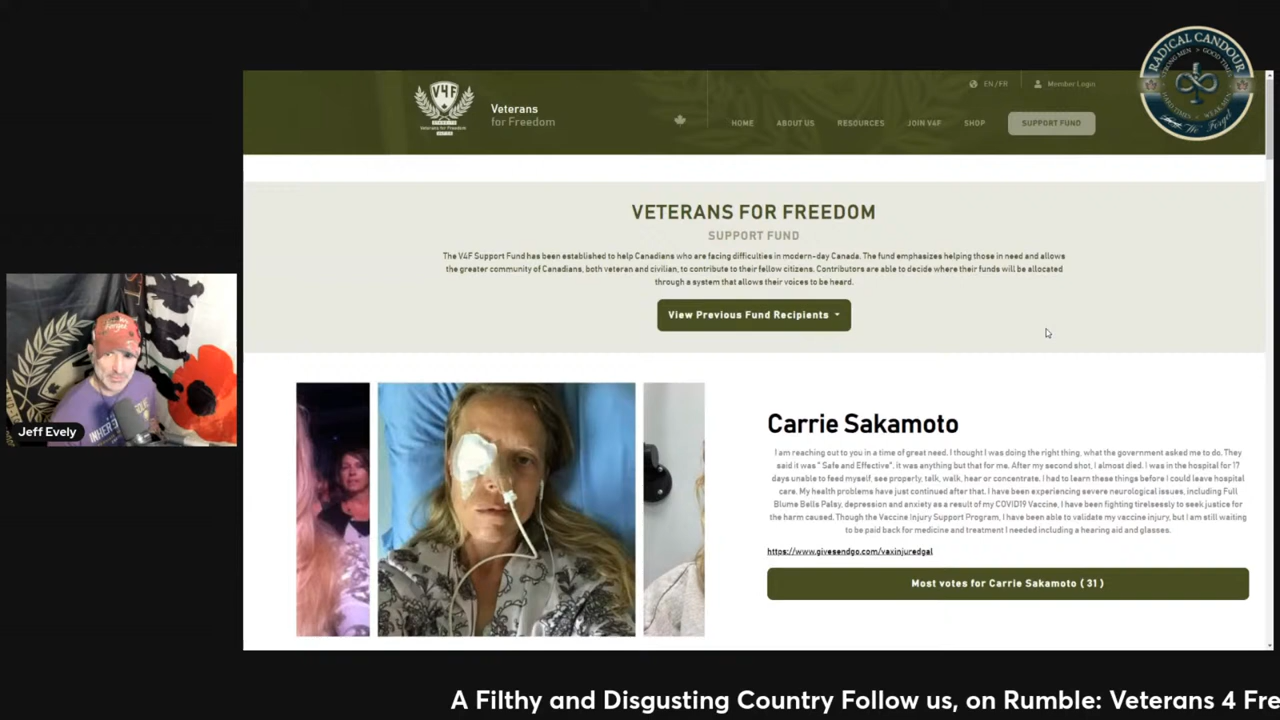 RADICAL CANDOUR
V4F
Veterans for Freedom
Veterans
for Freedom
EN/FR
Member Login
HOME
ABOUT US
RESOURCES
JOIN V4F
SHOP
SUPPORT FUND
VETERANS FOR FREEDOM
SUPPORT FUND
The V4F Support Fund has been established to help Canadians who are facing difficulties in modern-day Canada. The fund emphasizes helping those in need and allows
the greater community of Canadians, both veteran and civilian, to contribute to their fellow citizens. Contributors are able to decide where their funds will be allocated
through a system that allows their voices to be heard.
View Previous Fund Recipients
Jeff Evely
Carrie Sakamoto
I am reaching out to you in a time of great need. I thought I was doing the right thing, what the government asked me to do. They
said it was " Safe and Effective", it was anything but that for me. After my second shot, I almost died. I was in the hospital for 17
days unable to feed myself, see properly, talk, walk, hear or concentrate. I had to learn these things before I could leave hospital
care. My health problems have just continued after that. I have been experiencing severe neurological issues, including Full
Blume Bells Palsy, depression and anxiety as a result of my COVID19 Vaccine, I have been fighting tirelsessly to seek justice for
the harm caused. Though the Vaccine Injury Support Program, I have been able to validate my vaccine injury, but I am still waiting
to be paid back for medicine and treatment I needed including a hearing aid and glasses.
https://www.givesendgo.com/vaxinjuredgal
Most votes for Carrie Sakamoto ( 31 )
A Filthy and Disgusting Country Follow us, on Rumble: Veterans 4 Fre